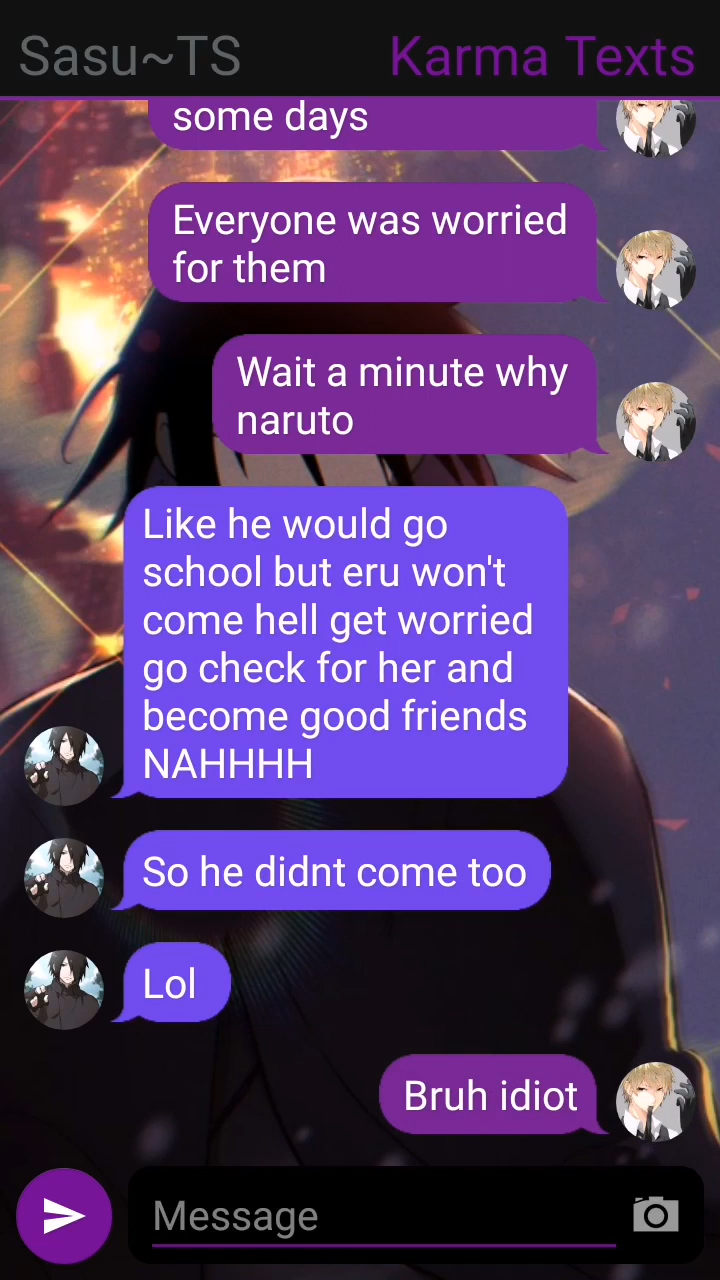 Sasu~TS
Karma Texts
some days
Everyone was worried
for them
Wait a minute why
naruto
Like he would go
school but eru won't
come hell get worried
go check for her and
become good friends
NAHHHH
So he didnt come too
Lol
Bruh idiot
Message